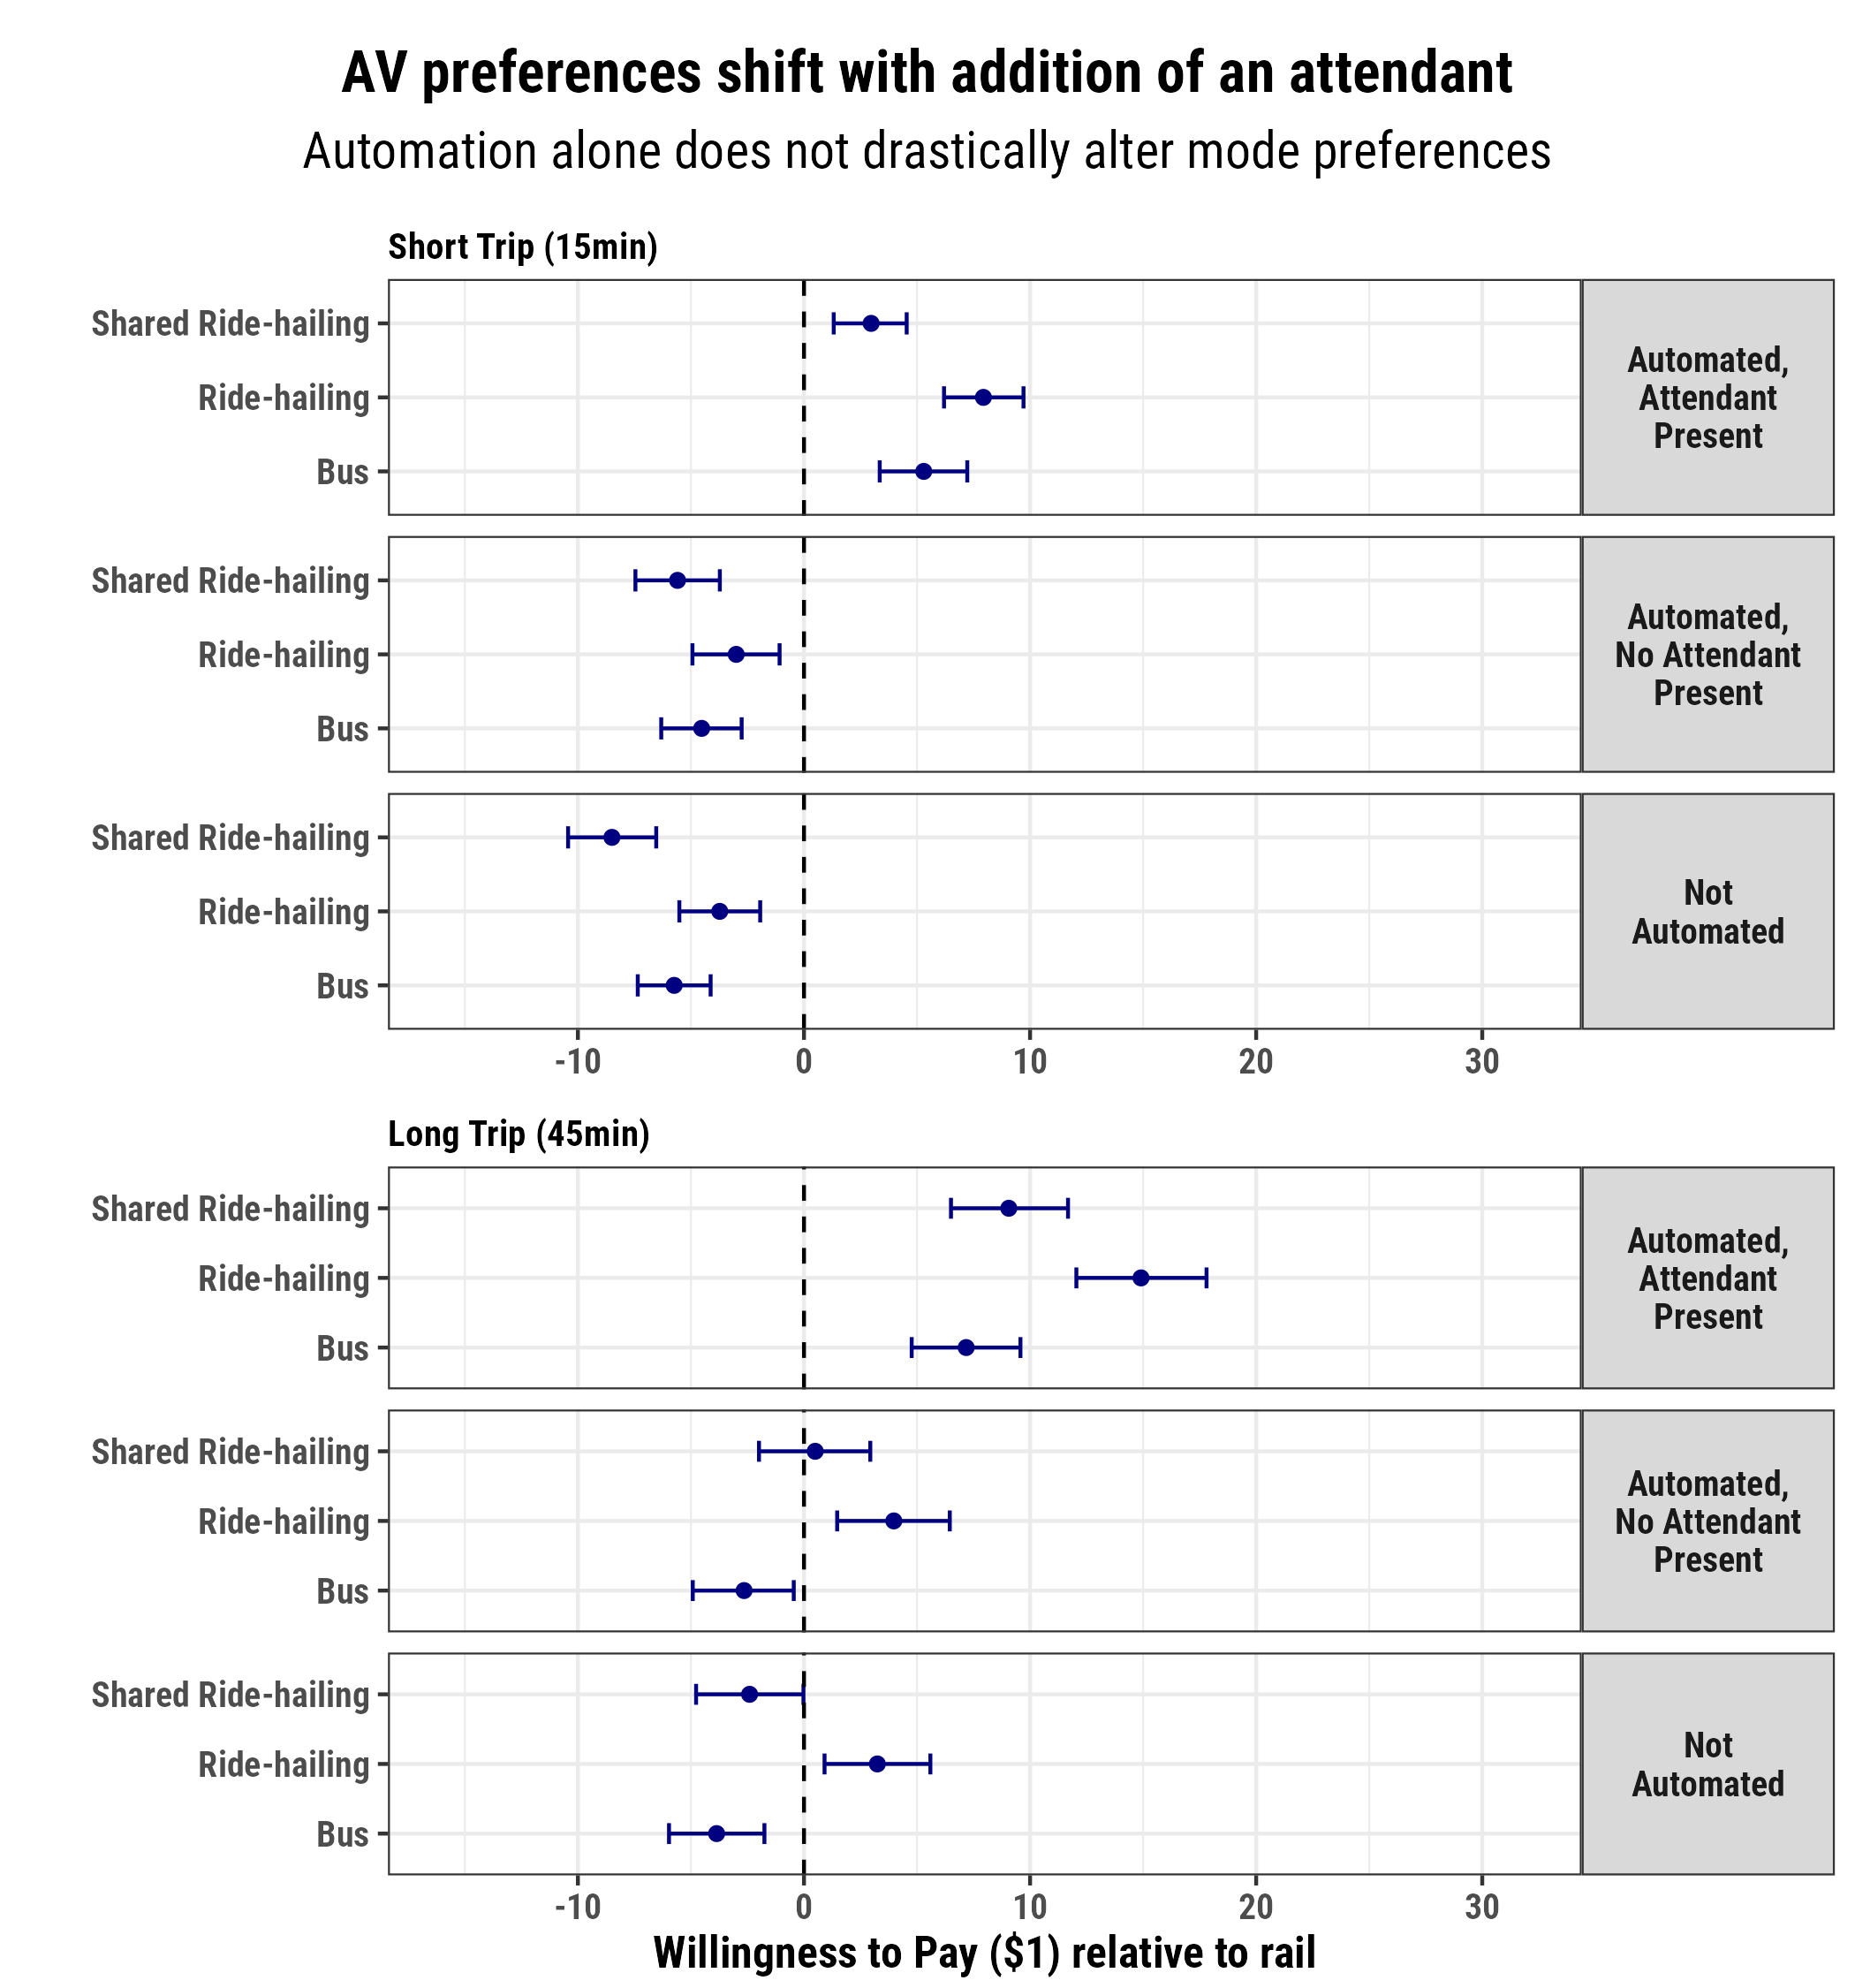 AV preferences shift with addition of an attendant
Automation alone does not drastically alter mode preferences
Short Trip (15min)
Shared Ride-hailing
Ride-hailing
Bus
Automated,
Attendant
Present
Shared Ride-hailing
Ride-hailing
Bus
Automated,
No Attendant
Present
Shared Ride-hailing
Ride-hailing
Bus
Not
Automated
-10 0 10 20 30
Long Trip (45min)
Shared Ride-hailing
Ride-hailing
Bus
Automated,
Attendant
Present
Shared Ride-hailing
Ride-hailing
Bus
Automated,
No Attendant
Present
Shared Ride-hailing
Ride-hailing
Bus
Not
Automated
-10 0 10 20 30
Willingness to Pay ($1) relative to rail